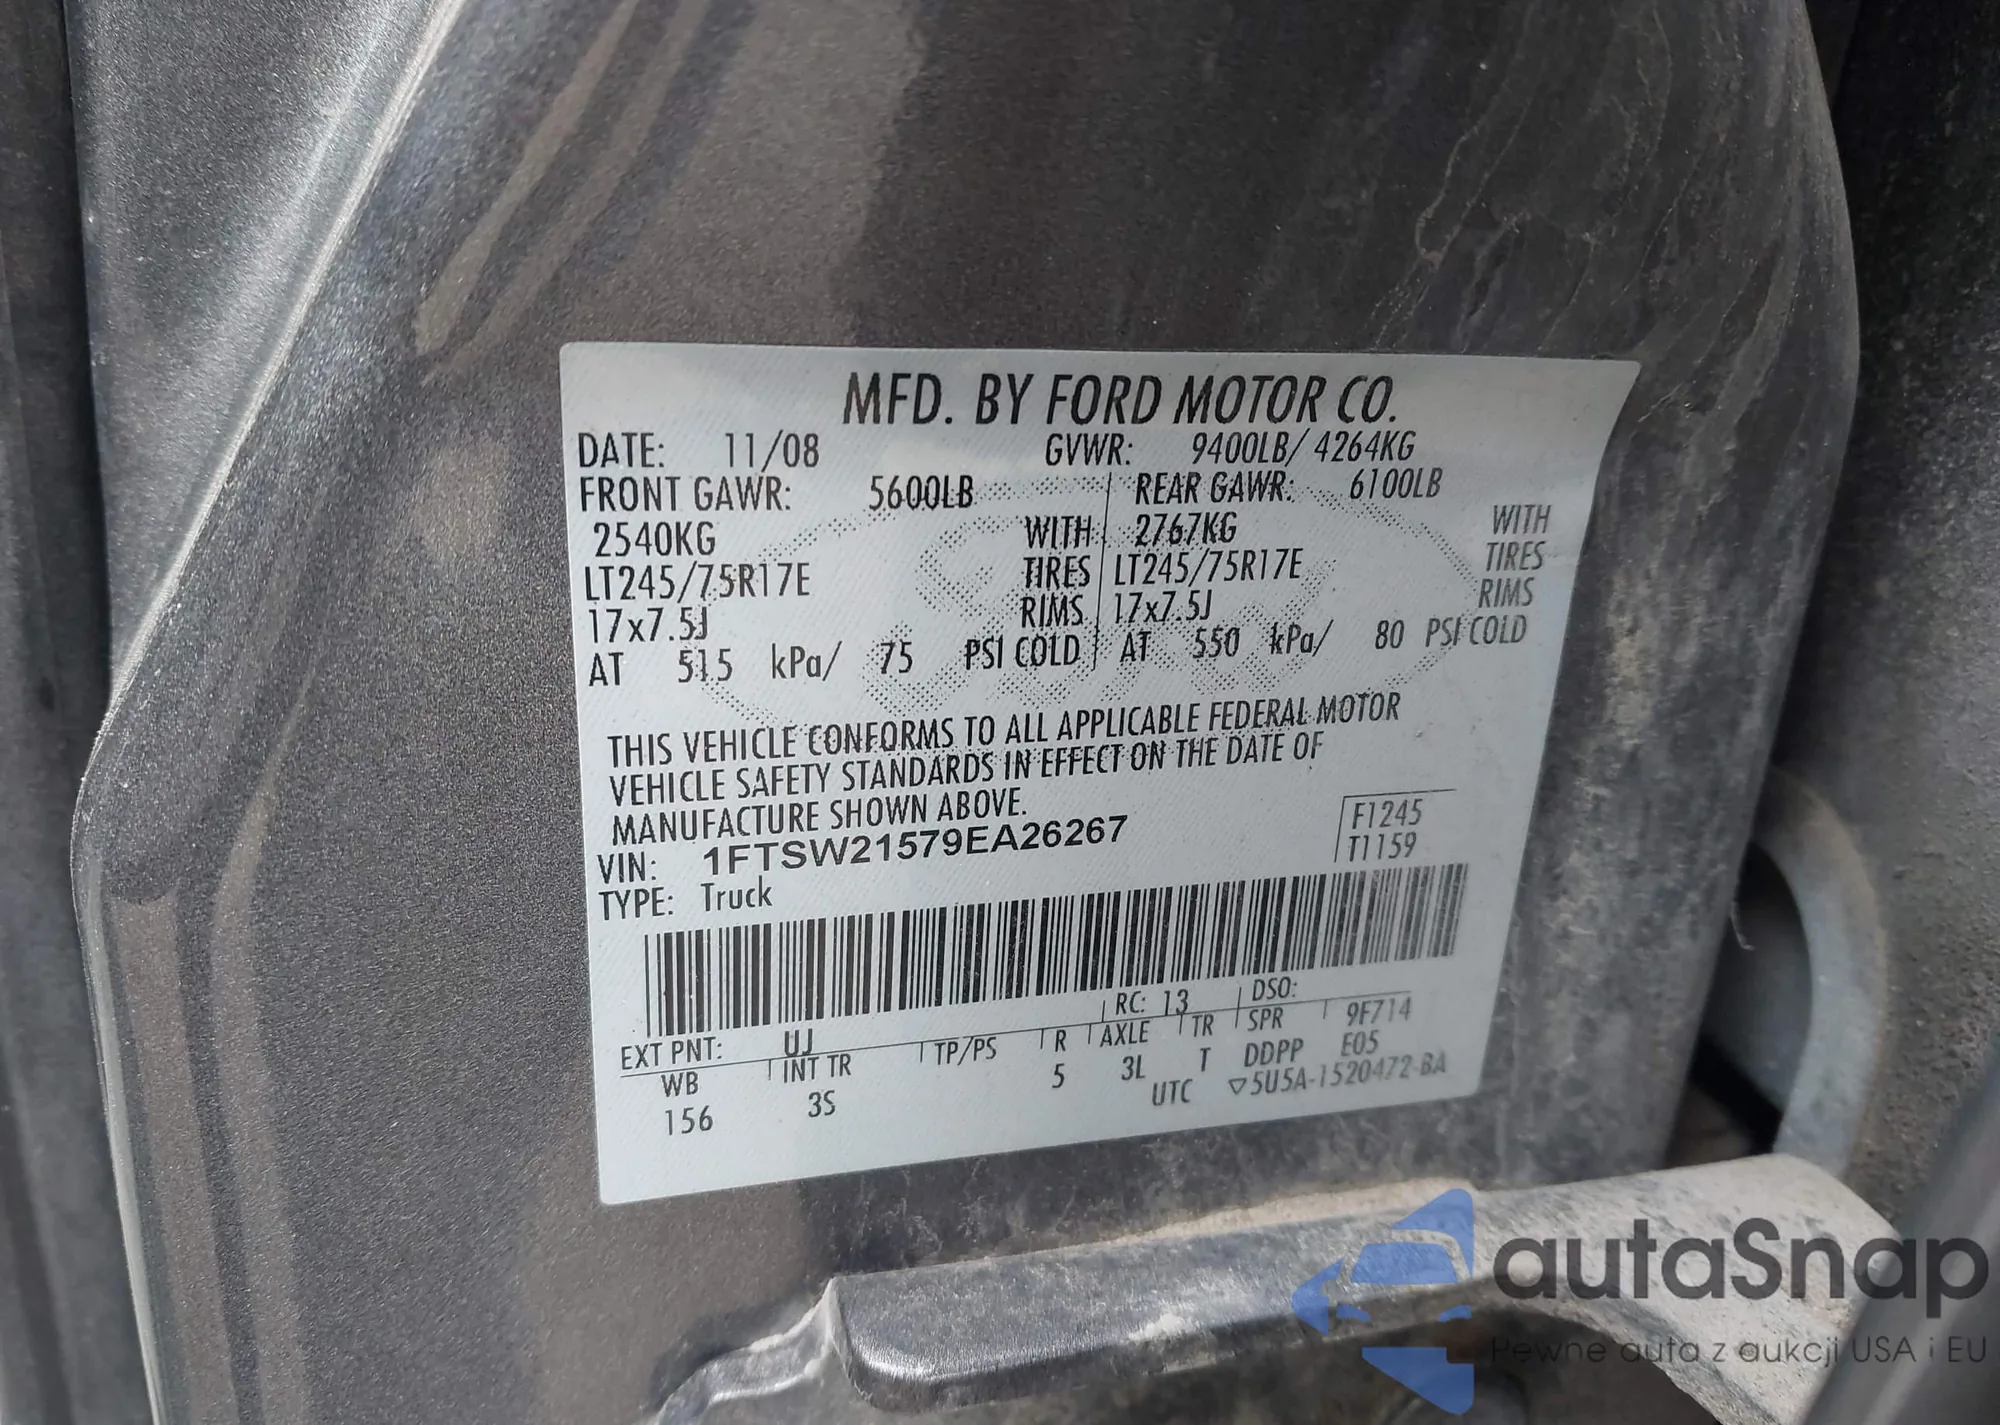 MFD. BY FORD MOTOR CO.
DATE: 11/08 GVWR: 9400LB/ 4264KG
FRONT GAWR: 5600LB REAR GAWR: 6100LB
2540KG WITH 2767KG WITH
LT245/75R17E TIRES LT245/75R17E TIRES
17x7.5J RIMS 17x7.5J RIMS
AT 515 kPa/ 75 PSI COLD AT 550 kPa/ 80 PSI COLD
THIS VEHICLE CONFORMS TO ALL APPLICABLE FEDERAL MOTOR
VEHICLE SAFETY STANDARDS IN EFFECT ON THE DATE OF
MANUFACTURE SHOWN ABOVE.
F1245
VIN: 1FTSW21579EA26267
T1159
TYPE: Truck
EXT PNT: UJ RC: 13 DSO:
WB INT TR TP/PS R AXLE TR SPR 9F714
156 3S 5 3L T DDPP E05
UTC ▽5U5A-1520472-BA
autoSnap
Pewne auta z aukcji USA i EU